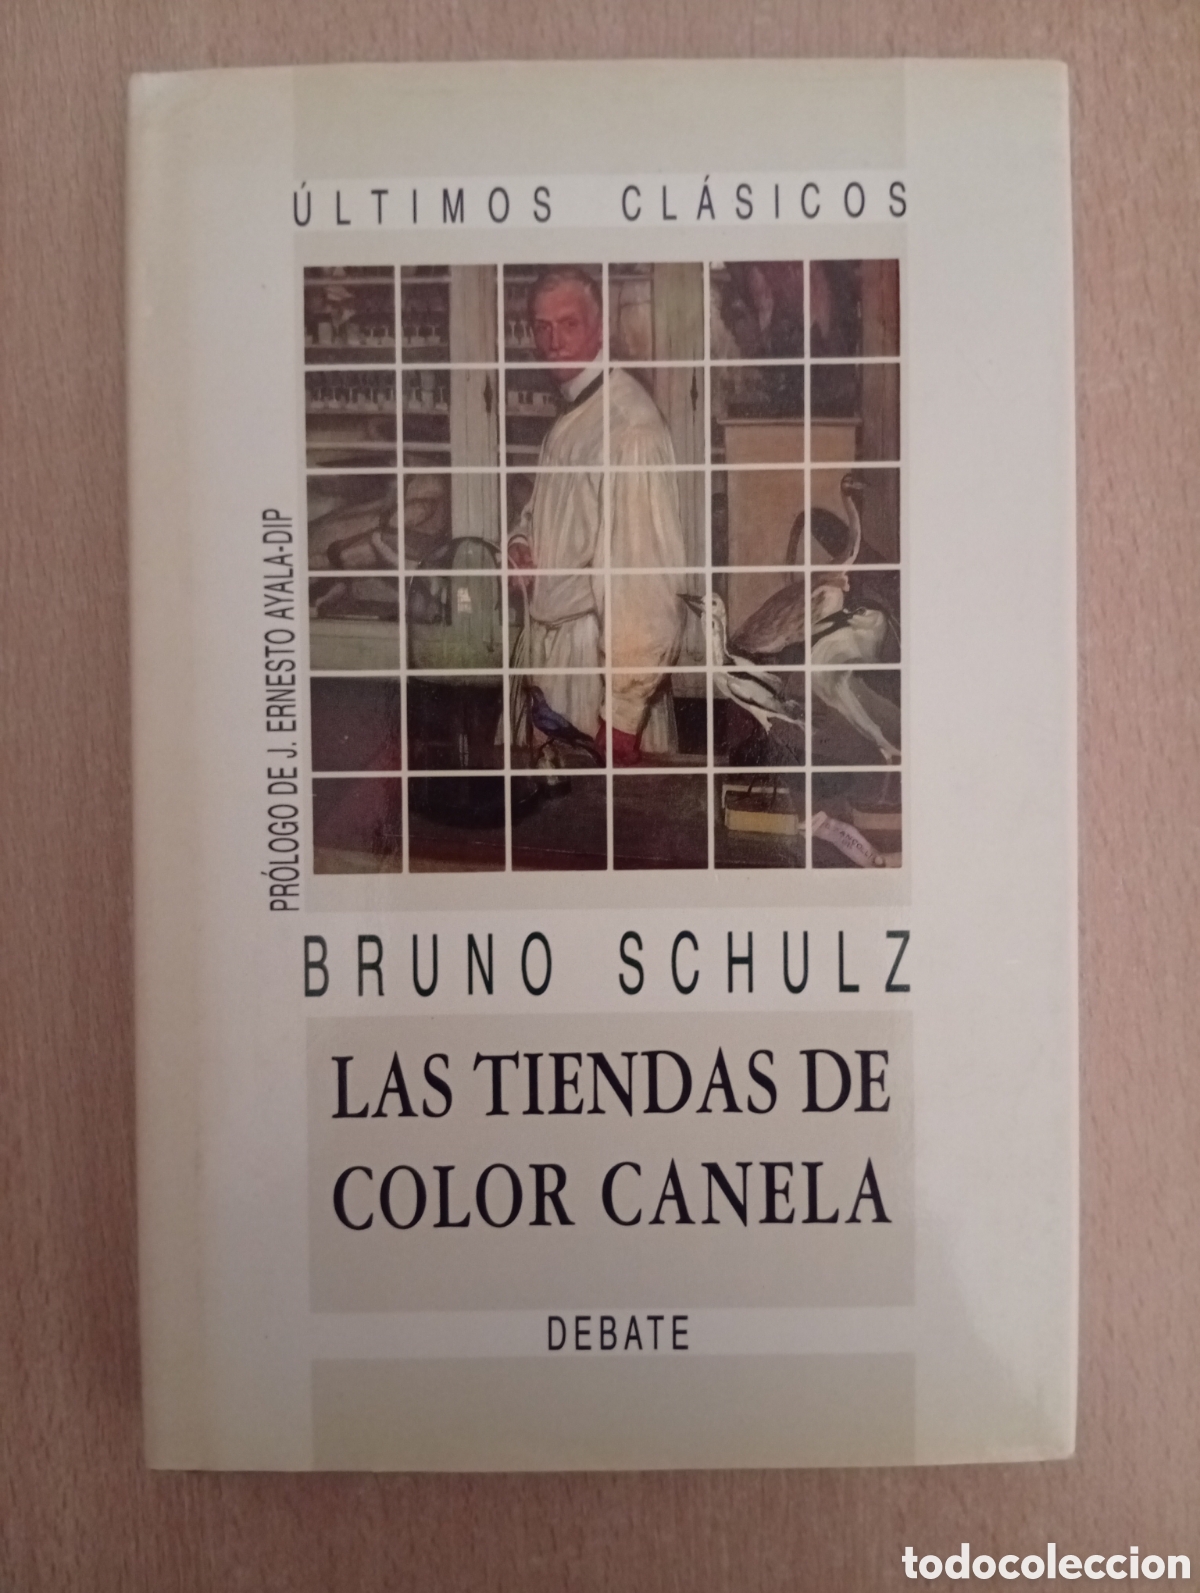 ÚLTIMOS CLÁSICOS
PRÓLOGO DE J. ERNESTO AYALA-DIP
BRUNO SCHULZ
LAS TIENDAS DE
COLOR CANELA
DEBATE
todocoleccion